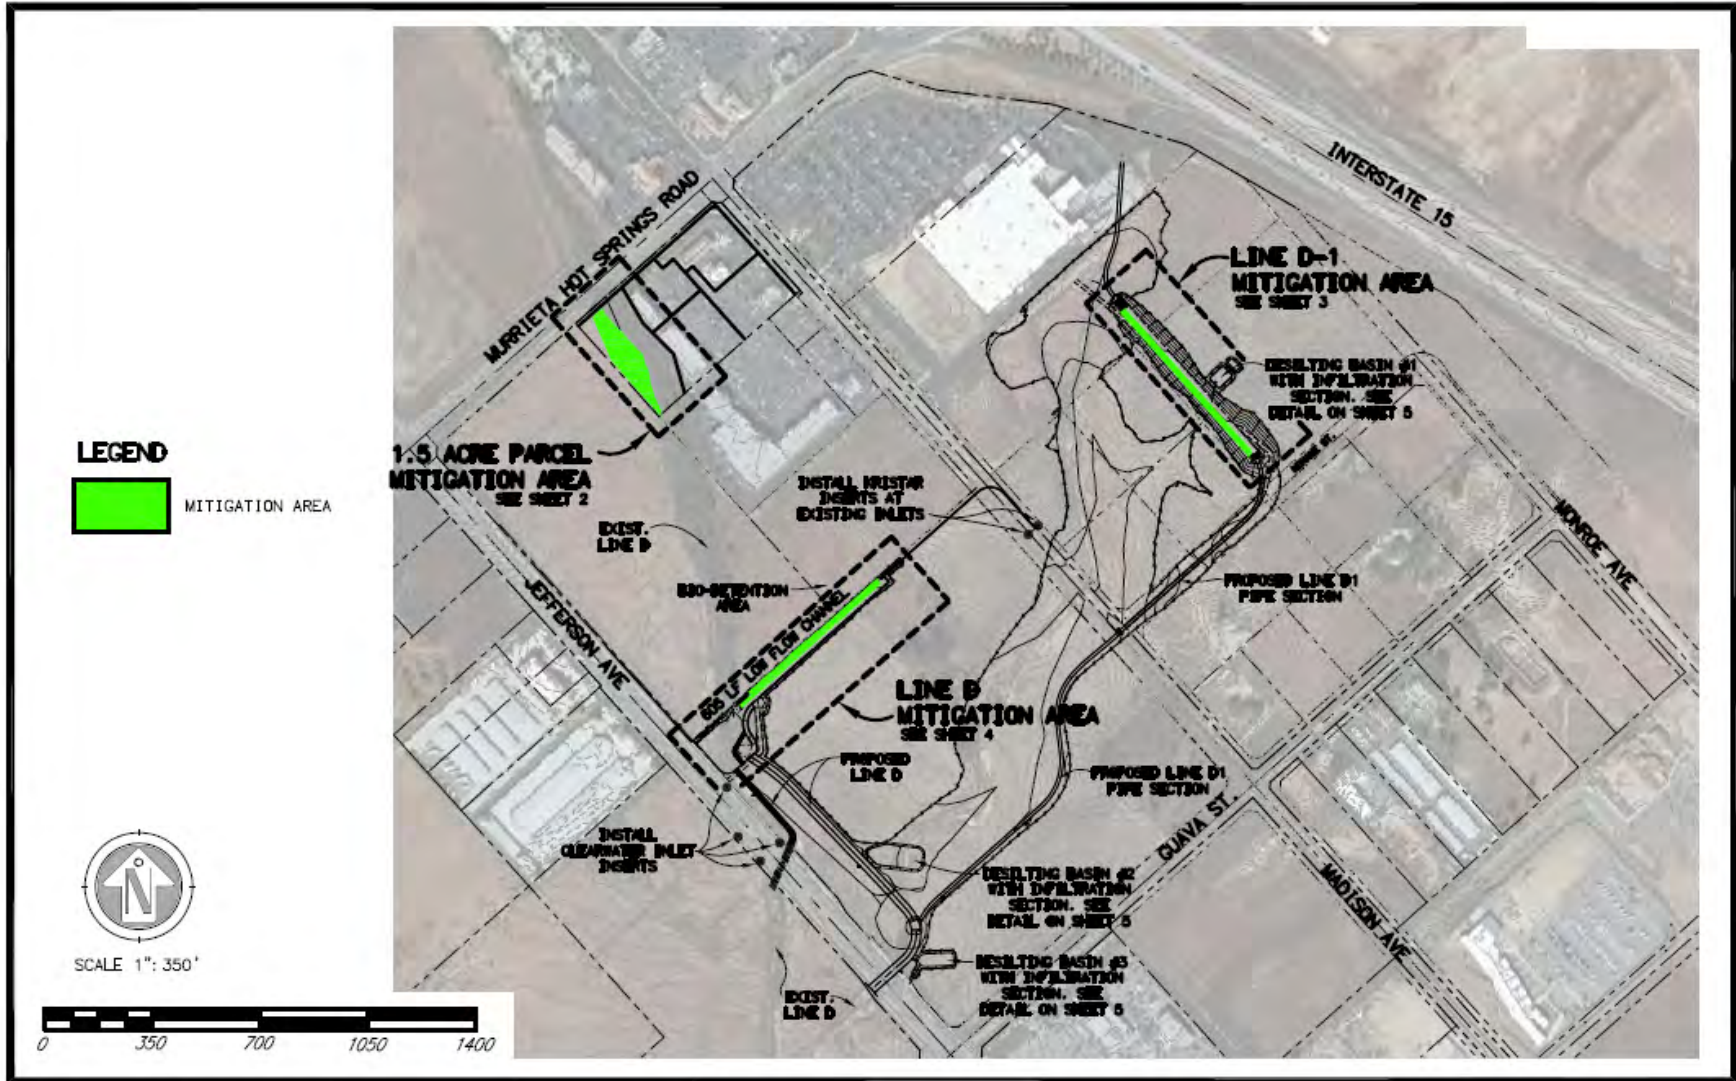 INTERSTATE 15
MURRIETA HOT SPRINGS ROAD
LINE D-1
MITIGATION AREA
SEE SHEET 3
DESILTING BASIN #1
WITH INFILTRATION
SECTION. SEE
DETAIL ON SHEET 5
LEGEND
MITIGATION AREA
1.5 ACRE PARCEL
MITIGATION AREA
SEE SHEET 2
INSTALL KRISTAR
INSERTS AT
EXISTING INLETS
MONROE AVE
EXIST.
LINE D
BIO-DETENTION
AREA
PROPOSED LINE D1
PIPE SECTION
JEFFERSON AVE
605 LF LOW FLOW CHANNEL
LINE D
MITIGATION AREA
SEE SHEET 4
PROPOSED
LINE D
PROPOSED LINE D1
PIPE SECTION
GUAVA ST.
INSTALL
CLEARWATER INLET
INSERTS
DESILTING BASIN #2
WITH INFILTRATION
SECTION. SEE
DETAIL ON SHEET 5
MADISON AVE
N
SCALE 1": 350'
DESILTING BASIN #3
WITH INFILTRATION
SECTION. SEE
DETAIL ON SHEET 5
EXIST.
LINE D
0 350 700 1050 1400